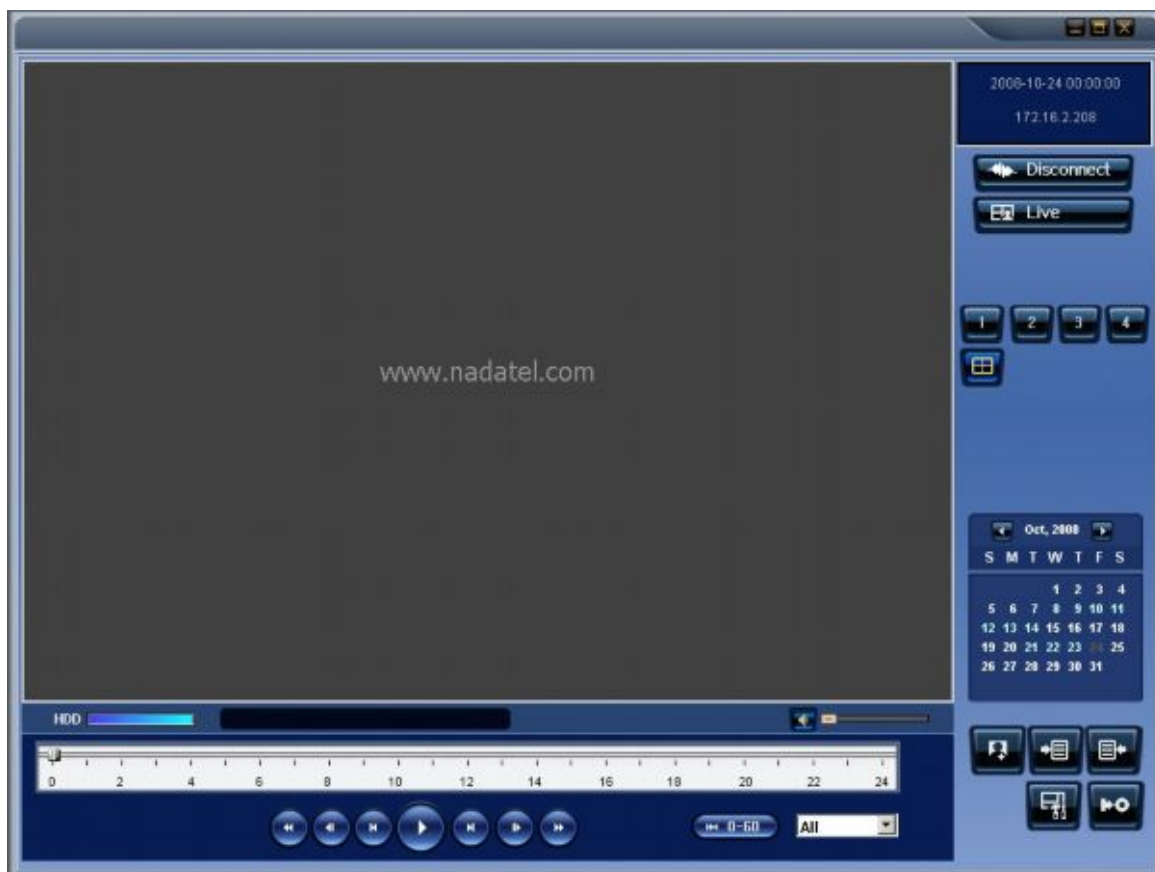 2008-10-24 00:00:00
172.16.2.208
Disconnect
Live
1 2 3 4
www.nadatel.com
Oct, 2008
S M T W T F S
1 2 3 4
5 6 7 8 9 10 11
12 13 14 15 16 17 18
19 20 21 22 23 24 25
26 27 28 29 30 31
HDD
0 2 4 6 8 10 12 14 16 18 20 22 24
0-60
All